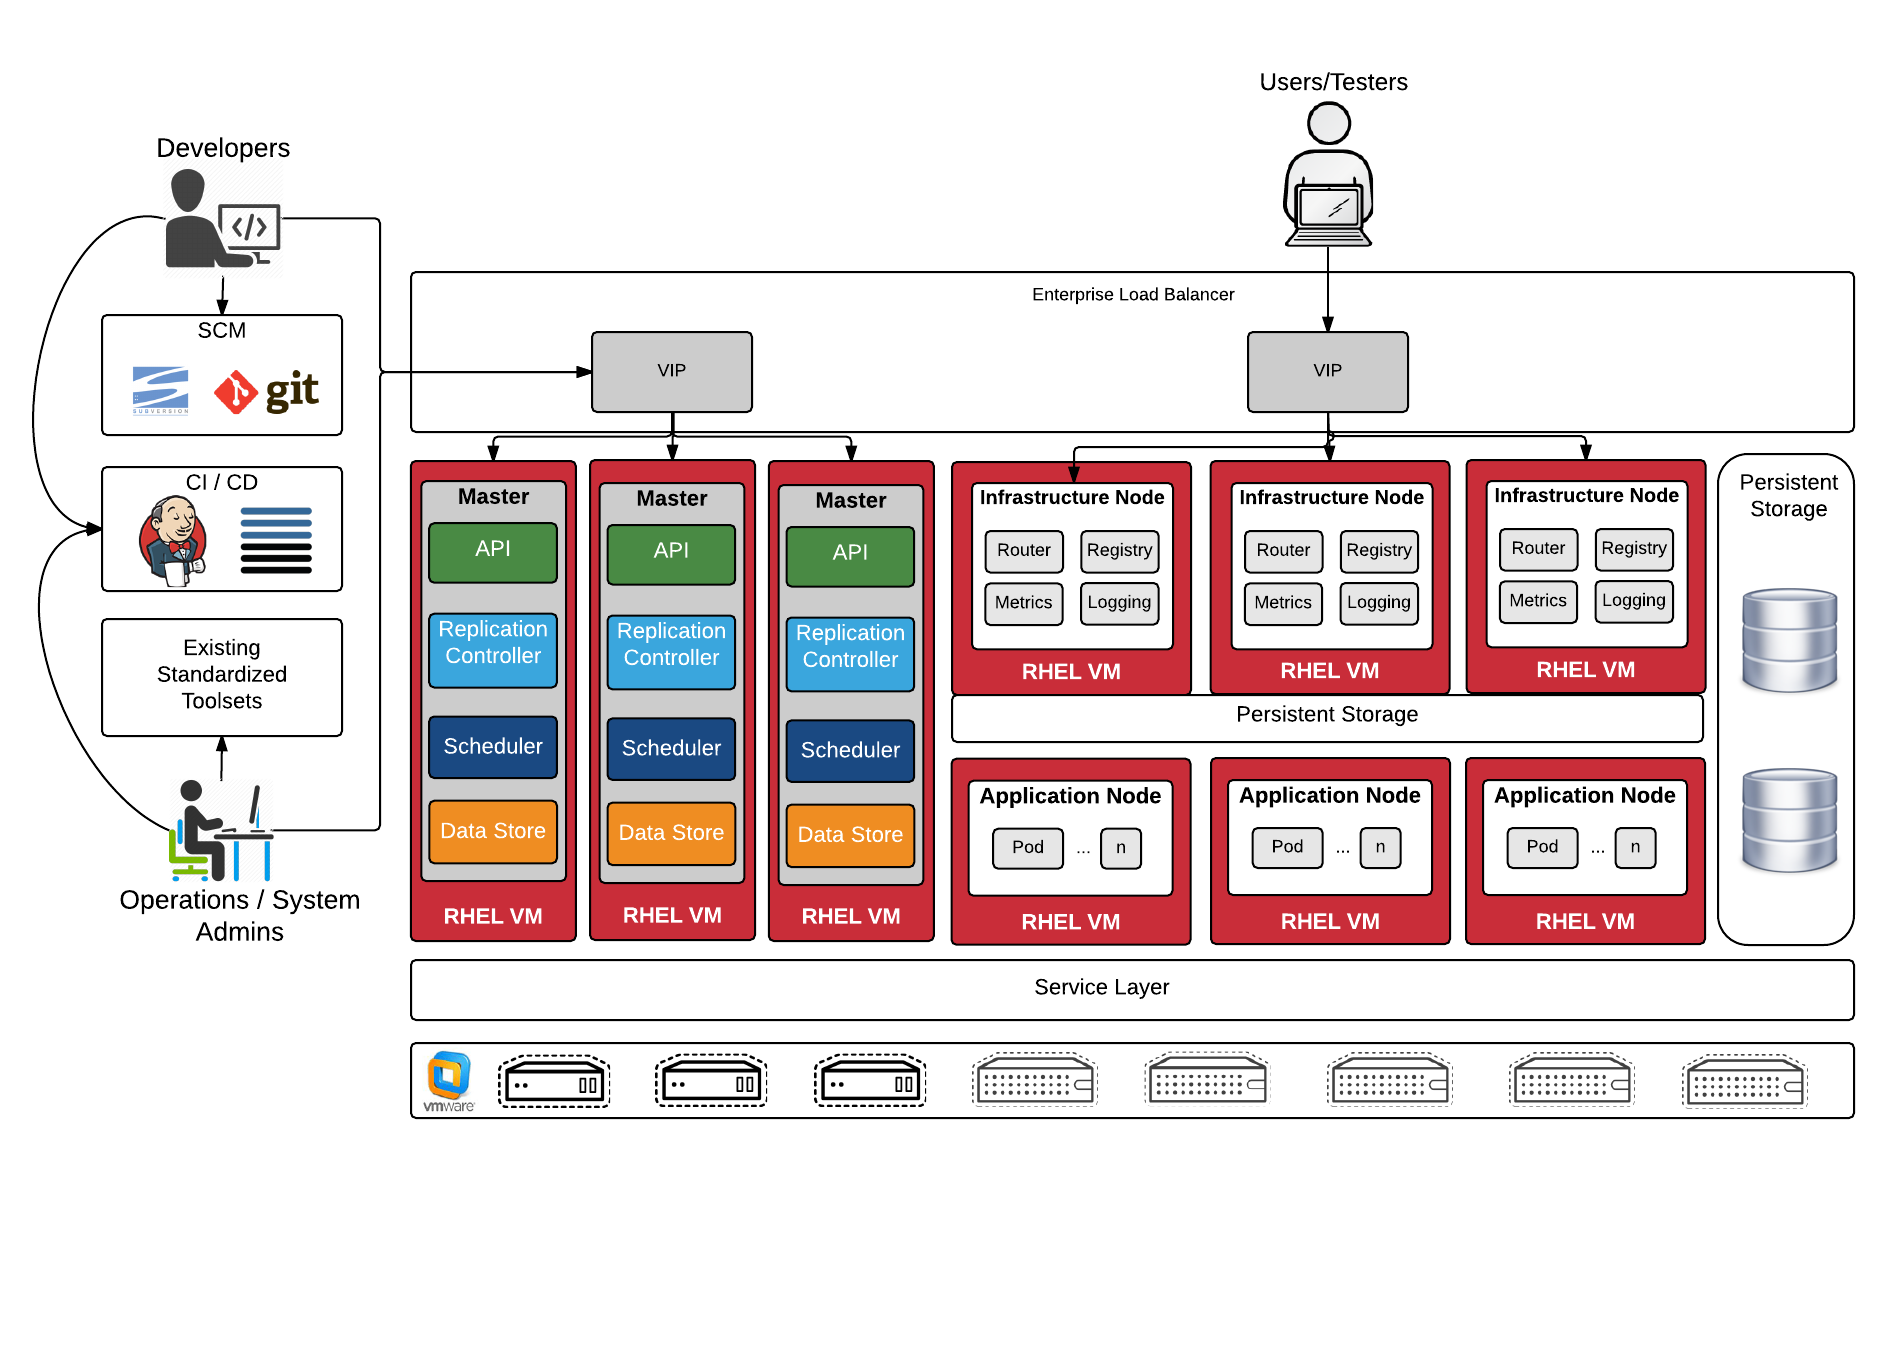 Users/Testers
Developers
Enterprise Load Balancer
SCM
SUBVERSION
git
VIP
VIP
CI / CD
Existing
Standardized
Toolsets
Operations / System
Admins
Master
API
Replication
Controller
Scheduler
Data Store
RHEL VM
Master
API
Replication
Controller
Scheduler
Data Store
RHEL VM
Master
API
Replication
Controller
Scheduler
Data Store
RHEL VM
Infrastructure Node
Router
Registry
Metrics
Logging
RHEL VM
Infrastructure Node
Router
Registry
Metrics
Logging
RHEL VM
Infrastructure Node
Router
Registry
Metrics
Logging
RHEL VM
Persistent Storage
Application Node
Pod ... n
RHEL VM
Application Node
Pod ... n
RHEL VM
Application Node
Pod ... n
RHEL VM
Persistent
Storage
Service Layer
vmware